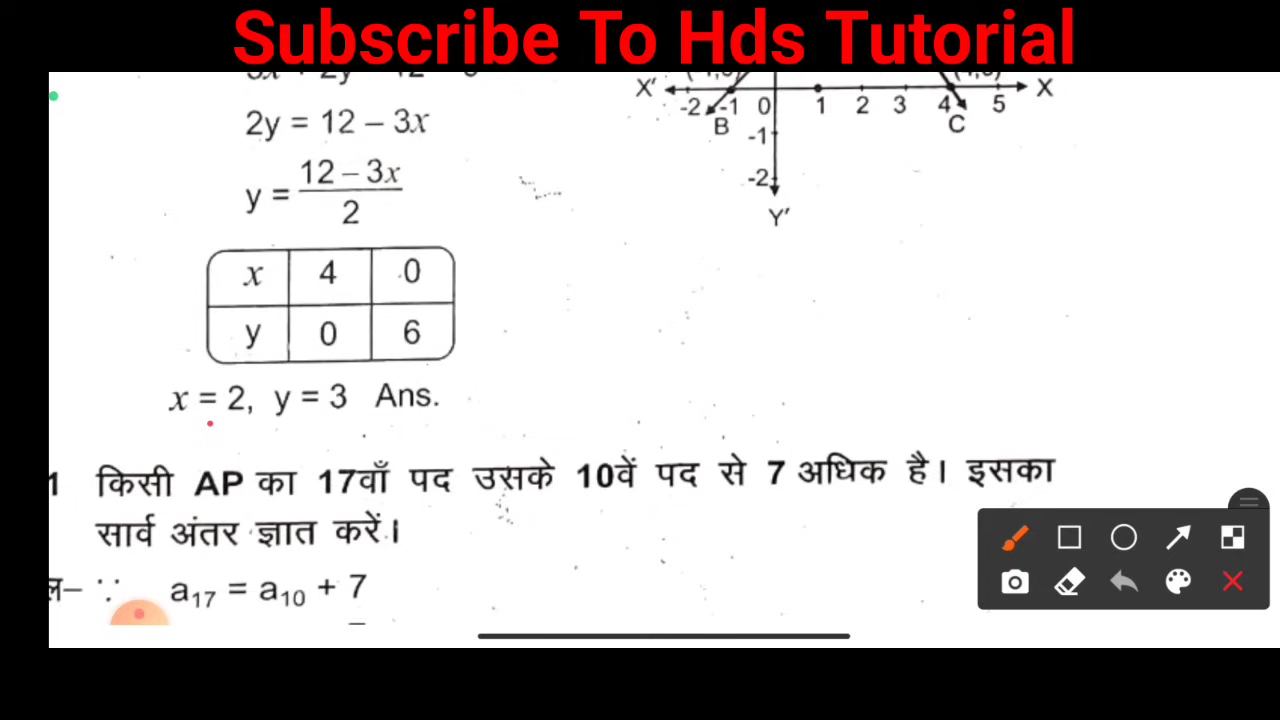 Subscribe To Hds Tutorial
2y = 12 – 3x
y = 12 – 3x / 2
x 4 0
y 0 6
x = 2, y = 3 Ans.
X′ -2 -1 0 1 2 3 4 5 X
B C
-1
-2
Y′
1 किसी AP का 17वाँ पद उसके 10वें पद से 7 अधिक है। इसका
सार्व अंतर ज्ञात करें।
ल– ∵ a₁₇ = a₁₀ + 7